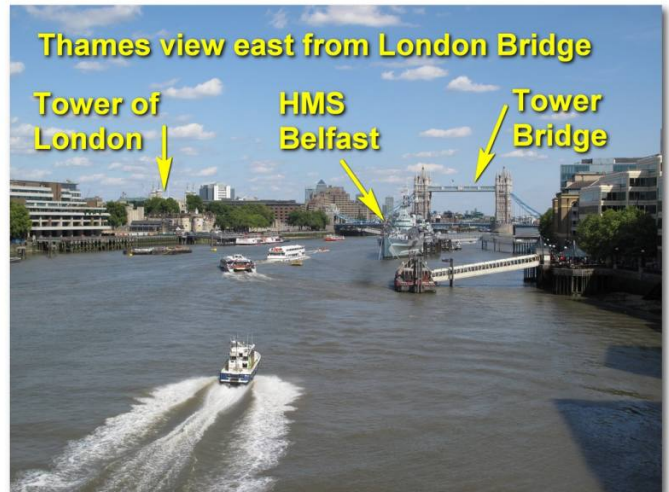 Thames view east from London Bridge
Tower of
London
HMS
Belfast
Tower
Bridge